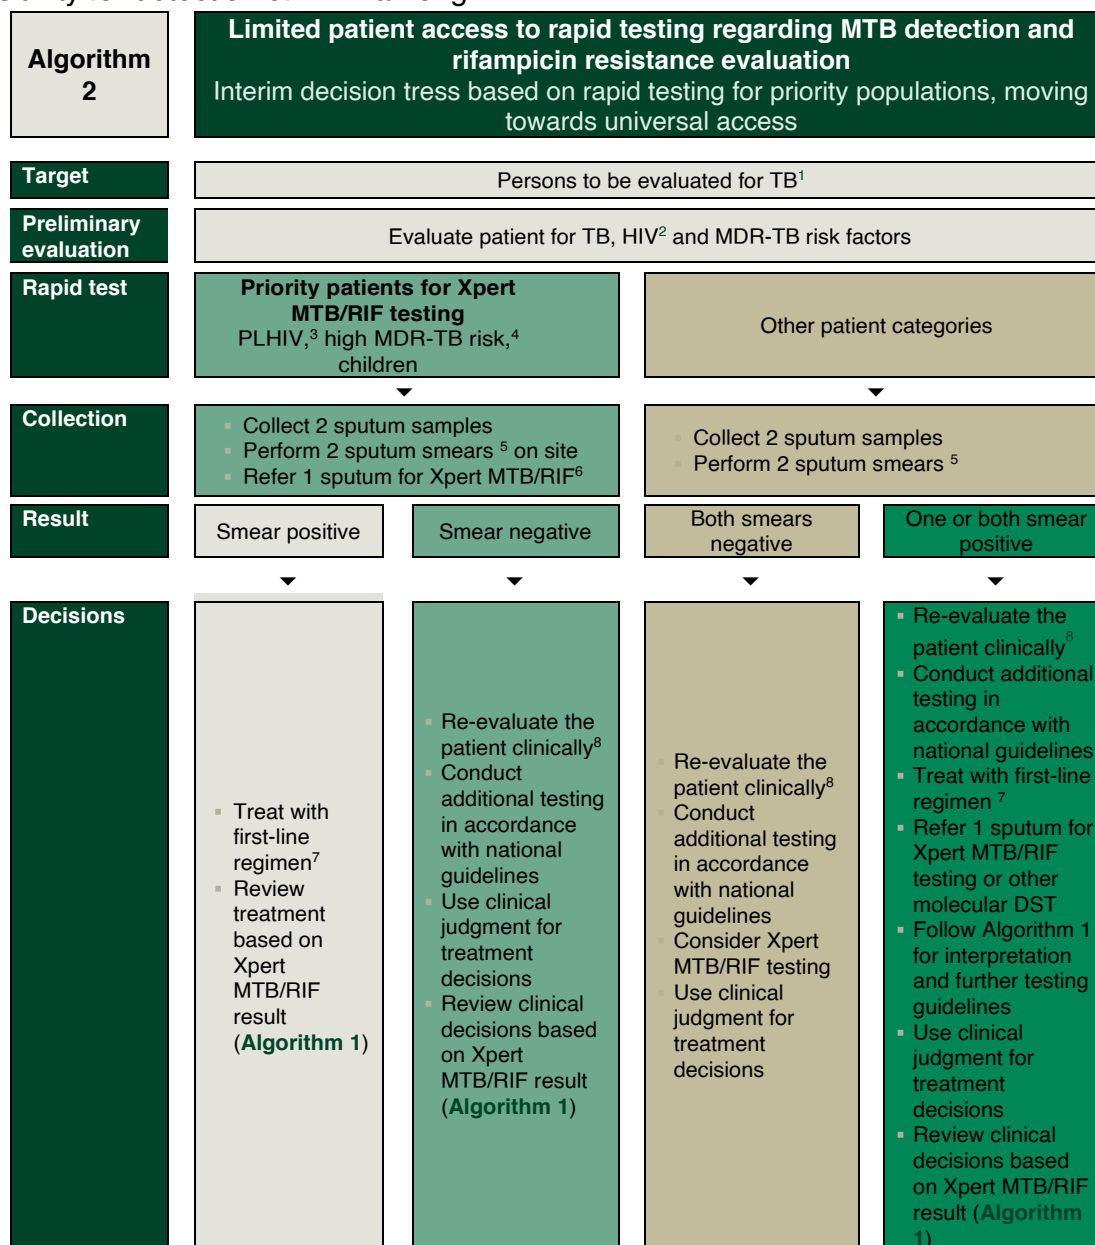 Algorithm
2
Limited patient access to rapid testing regarding MTB detection and
rifampicin resistance evaluation
Interim decision tress based on rapid testing for priority populations, moving
towards universal access
Target
Persons to be evaluated for TB1
Preliminary
evaluation
Evaluate patient for TB, HIV2 and MDR-TB risk factors
Rapid test
Priority patients for Xpert
MTB/RIF testing
PLHIV,3 high MDR-TB risk,4
children
Other patient categories
Collection
▪ Collect 2 sputum samples
▪ Perform 2 sputum smears 5 on site
▪ Refer 1 sputum for Xpert MTB/RIF6
▪ Collect 2 sputum samples
▪ Perform 2 sputum smears 5
Result
Smear positive
Smear negative
Both smears
negative
One or both smear
positive
Decisions
▪ Treat with
first-line
regimen7
▪ Review
treatment
based on
Xpert
MTB/RIF
result
(Algorithm 1)
▪ Re-evaluate the
patient clinically8
▪ Conduct
additional testing
in accordance
with national
guidelines
▪ Use clinical
judgment for
treatment
decisions
▪ Review clinical
decisions based
on Xpert
MTB/RIF result
(Algorithm 1)
▪ Re-evaluate the
patient clinically8
▪ Conduct
additional testing
in accordance
with national
guidelines
▪ Consider Xpert
MTB/RIF testing
▪ Use clinical
judgment for
treatment
decisions
▪ Re-evaluate the
patient clinically8
▪ Conduct additional
testing in
accordance with
national guidelines
▪ Treat with first-line
regimen 7
▪ Refer 1 sputum for
Xpert MTB/RIF
testing or other
molecular DST
▪ Follow Algorithm 1
for interpretation
and further testing
guidelines
▪ Use clinical
judgment for
treatment
decisions
▪ Review clinical
decisions based
on Xpert MTB/RIF
result (Algorithm
1)